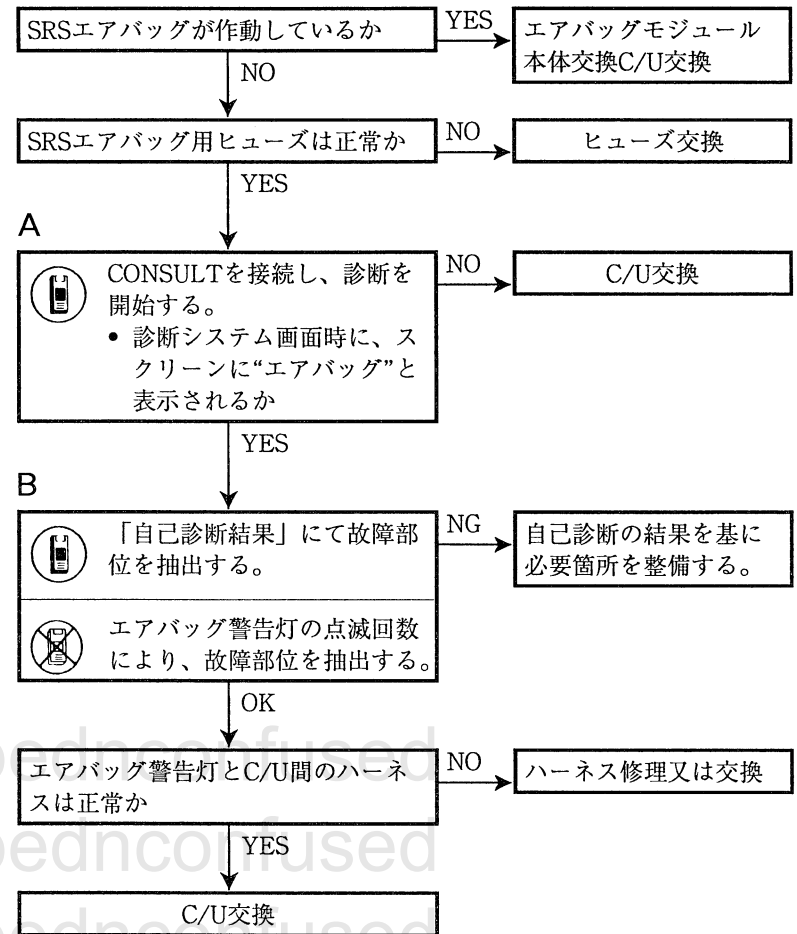 SRSエアバッグが作動しているか
YES
エアバッグモジュール
本体交換C/U交換
NO
SRSエアバッグ用ヒューズは正常か
NO
ヒューズ交換
YES
A
CONSULTを接続し、診断を
開始する。
• 診断システム画面時に、ス
クリーンに“エアバッグ”と
表示されるか
NO
C/U交換
YES
B
「自己診断結果」にて故障部
位を抽出する。
NG
自己診断の結果を基に
必要箇所を整備する。
エアバッグ警告灯の点滅回数
により、故障部位を抽出する。
OK
エアバッグ警告灯とC/U間のハーネ
スは正常か
NO
ハーネス修理又は交換
YES
C/U交換
pednconfused
pednconfused
pednconfused